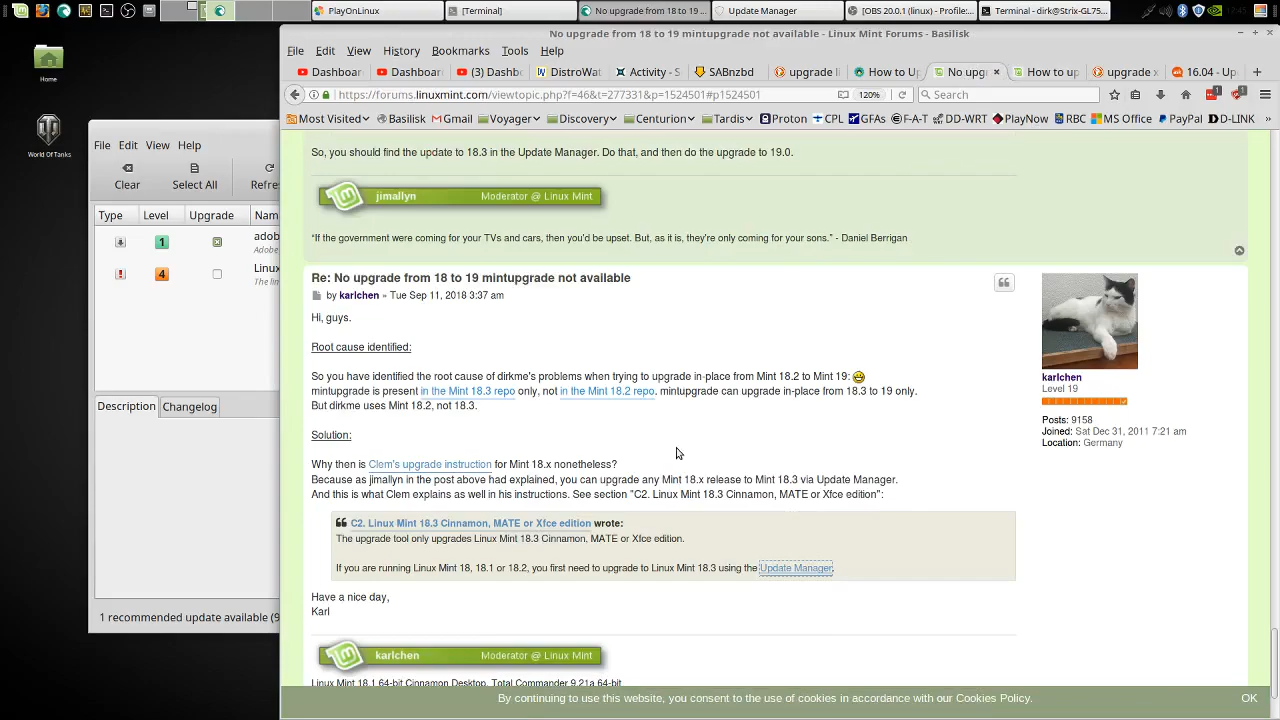 PlayOnLinux
[Terminal]
No upgrade from 18 to 19 ...
Update Manager
[OBS 20.0.1 (linux) - Profile:...
Terminal - dirk@Strix-GL75...
Home
World Of Tanks
No upgrade from 18 to 19 mintupgrade not available - Linux Mint Forums - Basilisk
File Edit View History Bookmarks Tools Help
Dashboar
Dashboar
(3) Dashbo
DistroWat
Activity - S
SABnzbd
upgradei
How to U
No upg
How to up
upgrade x
16.04 - Up
https://forums.linuxmint.com/viewtopic.php?f=46&t=277331&p=1524501#p1524501
120%
Search
Most Visited
Basilisk
Gmail
Voyager
Discovery
Centurion
Tardis
Proton
CPL
GFAs
F-A-T
DD-WRT
PlayNow
RBC
MS Office
PayPal
D-LINK
File Edit View Help
Clear
Select All
Refres
Type Level Upgrade Nam
1
adob
Adobe
4
Linux
The lin
Description
Changelog
1 recommended update available (9
So, you should find the update to 18.3 in the Update Manager. Do that, and then do the upgrade to 19.0.
jimallyn Moderator @ Linux Mint
“If the government were coming for your TVs and cars, then you'd be upset. But, as it is, they're only coming for your sons.” - Daniel Berrigan
Re: No upgrade from 18 to 19 mintupgrade not available
by karlchen » Tue Sep 11, 2018 3:37 am
Hi, guys.
Root cause identified:
So you have identified the root cause of dirkme's problems when trying to upgrade in-place from Mint 18.2 to Mint 19:
mintupgrade is present in the Mint 18.3 repo only, not in the Mint 18.2 repo. mintupgrade can upgrade in-place from 18.3 to 19 only.
But dirkme uses Mint 18.2, not 18.3.
Solution:
Why then is Clem's upgrade instruction for Mint 18.x nonetheless?
Because as jimallyn in the post above had explained, you can upgrade any Mint 18.x release to Mint 18.3 via Update Manager.
And this is what Clem explains as well in his instructions. See section "C2. Linux Mint 18.3 Cinnamon, MATE or Xfce edition":
C2. Linux Mint 18.3 Cinnamon, MATE or Xfce edition wrote:
The upgrade tool only upgrades Linux Mint 18.3 Cinnamon, MATE or Xfce edition.
If you are running Linux Mint 18, 18.1 or 18.2, you first need to upgrade to Linux Mint 18.3 using the Update Manager.
Have a nice day,
Karl
karlchen Moderator @ Linux Mint
Linux Mint 18.1 64-bit Cinnamon Desktop, Total Commander 9.21a 64-bit
karlchen
Level 19
Posts: 9158
Joined: Sat Dec 31, 2011 7:21 am
Location: Germany
By continuing to use this website, you consent to the use of cookies in accordance with our Cookies Policy.
OK